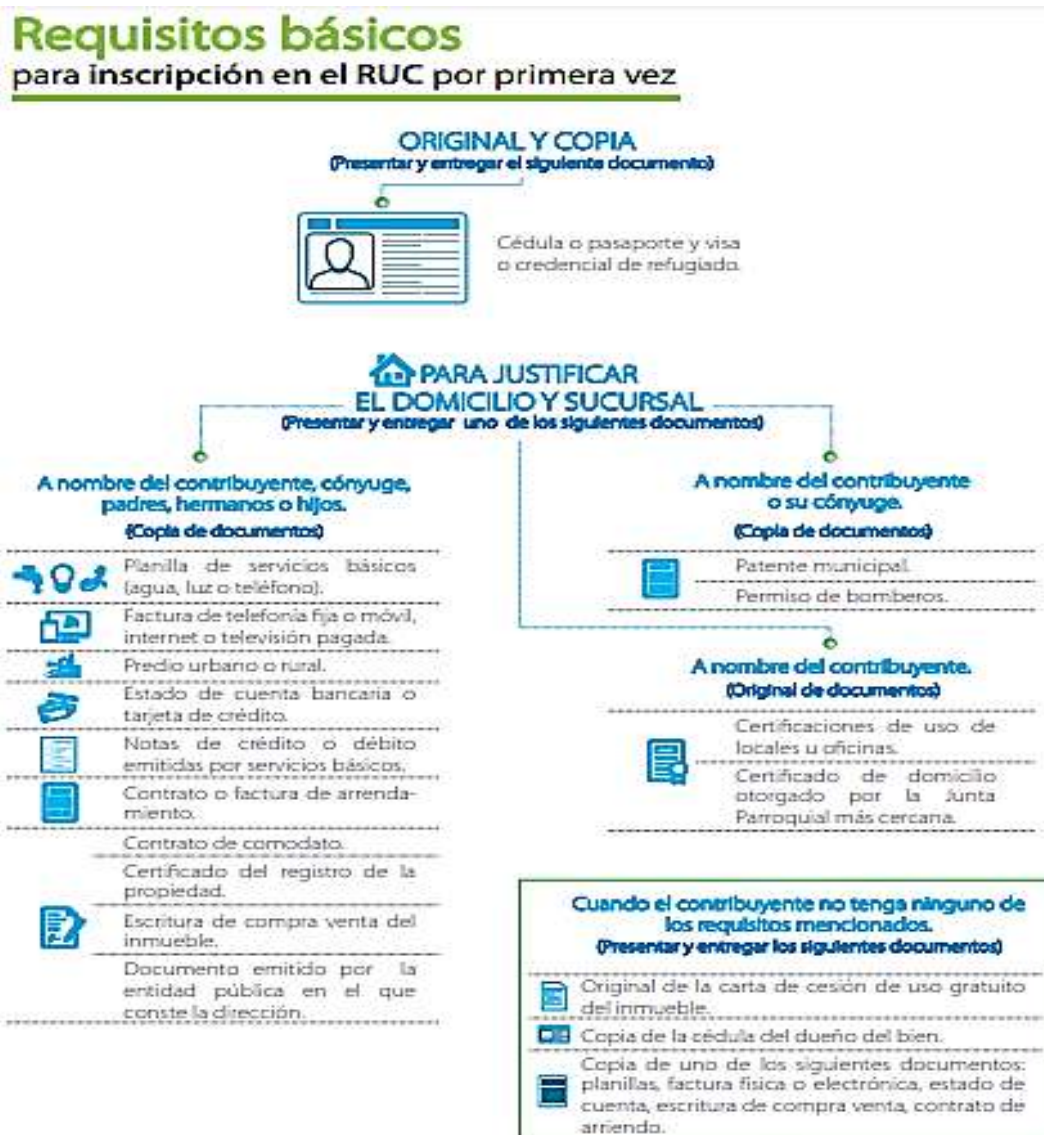 Requisitos básicos
para inscripción en el RUC por primera vez
ORIGINAL Y COPIA
(Presentar y entregar el siguiente documento)
Cédula o pasaporte y visa
o credencial de refugiado.
PARA JUSTIFICAR
EL DOMICILIO Y SUCURSAL
(Presentar y entregar uno de los siguientes documentos)
A nombre del contribuyente, cónyuge,
padres, hermanos o hijos.
(Copia de documentos)
Planilla de servicios básicos
(agua, luz o teléfono).
Factura de telefonía fija o móvil,
internet o televisión pagada.
Predio urbano o rural.
Estado de cuenta bancaria o
tarjeta de crédito.
Notas de crédito o débito
emitidas por servicios básicos.
Contrato o factura de arrenda-
miento.
Contrato de comodato.
Certificado del registro de la
propiedad.
Escritura de compra venta del
inmueble.
Documento emitido por la
entidad pública en el que
conste la dirección.
A nombre del contribuyente
o su cónyuge.
(Copia de documentos)
Patente municipal.
Permiso de bomberos.
A nombre del contribuyente.
(Original de documentos)
Certificaciones de uso de
locales u oficinas.
Certificado de domicilio
otorgado por la Junta
Parroquial más cercana.
Cuando el contribuyente no tenga ninguno de
los requisitos mencionados.
(Presentar y entregar los siguientes documentos)
Original de la carta de cesión de uso gratuito
del inmueble.
Copia de la cédula del dueño del bien.
Copia de uno de los siguientes documentos:
planillas, factura física o electrónica, estado de
cuenta, escritura de compra venta, contrato de
arriendo.